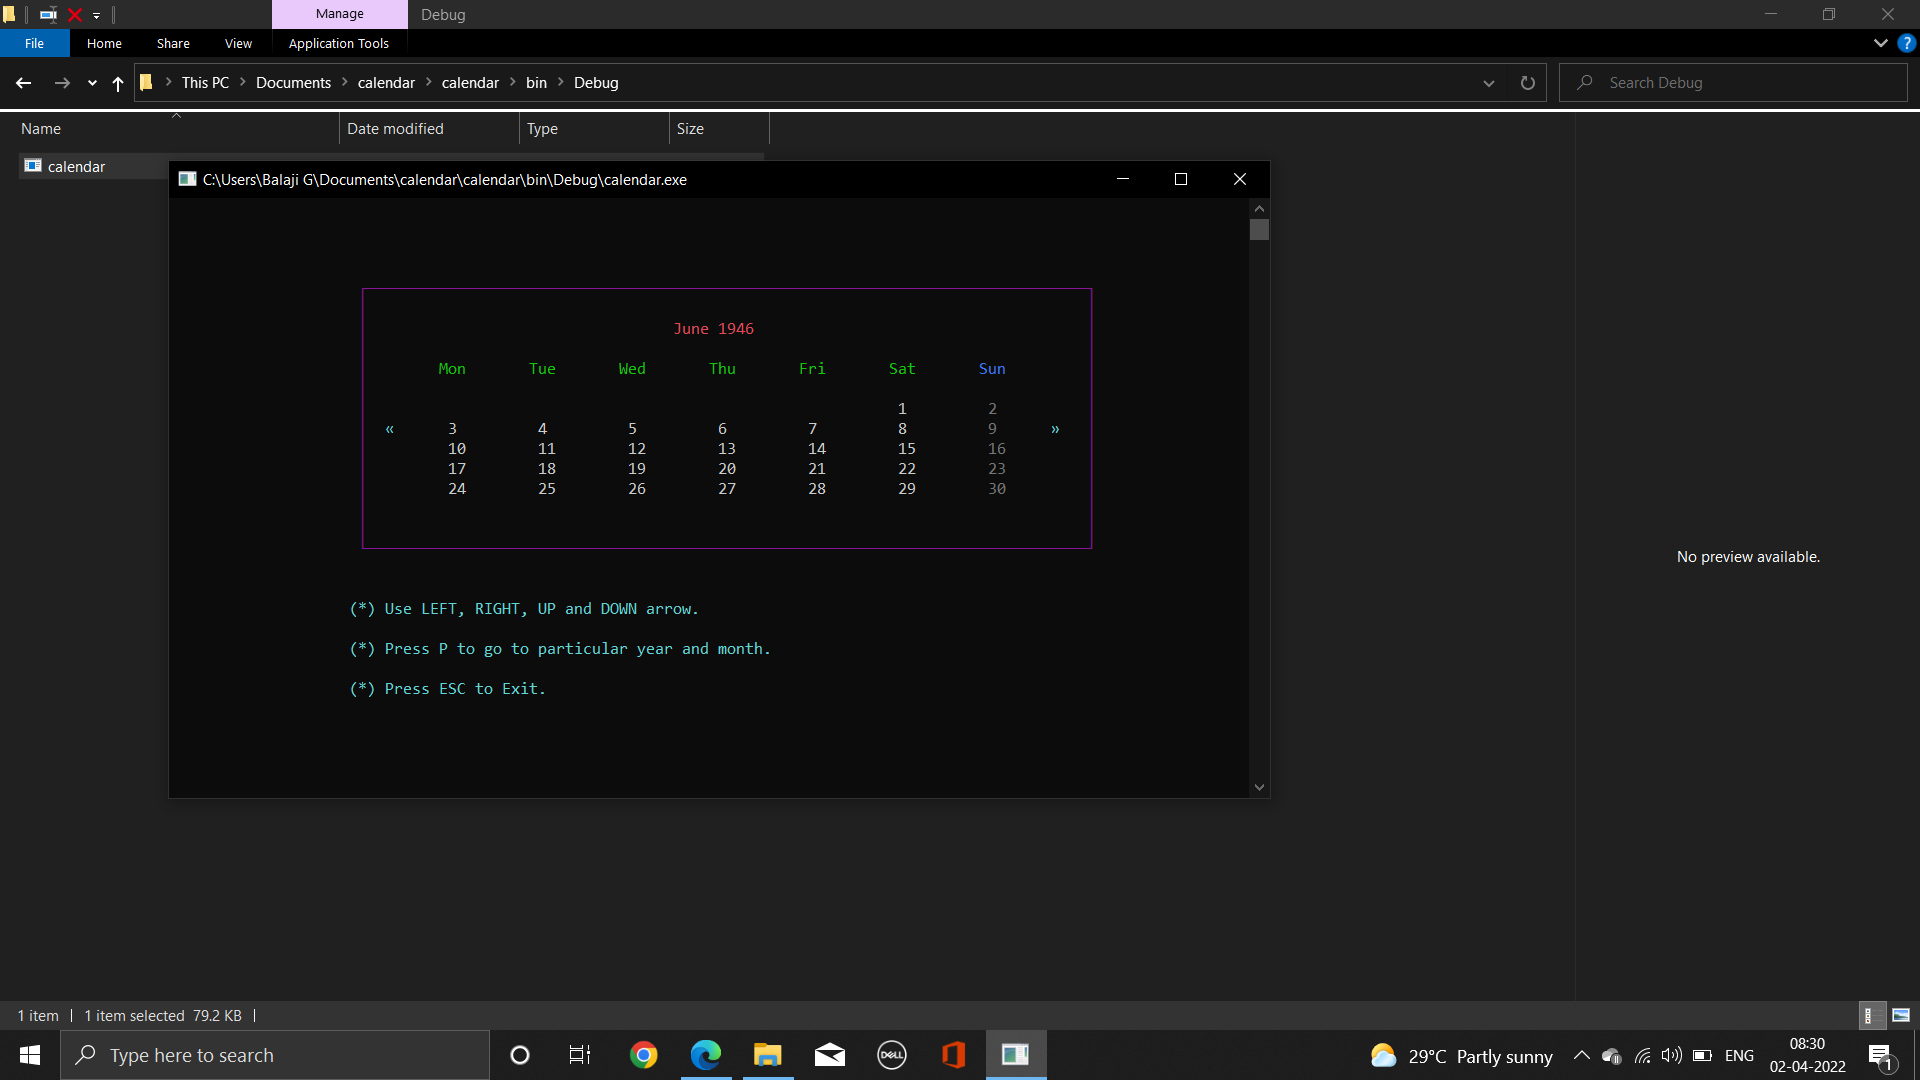 Manage Debug
File Home Share View Application Tools
This PC Documents calendar calendar bin Debug Search Debug
Name Date modified Type Size
calendar
C:\Users\Balaji G\Documents\calendar\calendar\bin\Debug\calendar.exe
June 1946
Mon Tue Wed Thu Fri Sat Sun
1 2
« 3 4 5 6 7 8 9 »
10 11 12 13 14 15 16
17 18 19 20 21 22 23
24 25 26 27 28 29 30
No preview available.
(*) Use LEFT, RIGHT, UP and DOWN arrow.
(*) Press P to go to particular year and month.
(*) Press ESC to Exit.
1 item 1 item selected 79.2 KB
Type here to search DELL 29°C Partly sunny ENG 08:30
02-04-2022 1